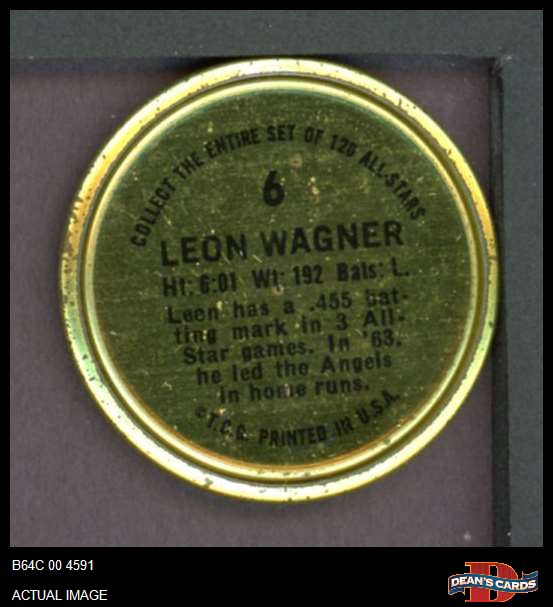 COLLECT THE ENTIRE SET OF 120 ALL-STARS
6
LEON WAGNER
Ht: 6:01 Wt: 192 Bats: L.
Leon has a .455 bat-
ting mark in 3 All-
Star games. In '63,
he led the Angels
in home runs.
©T.C.G. PRINTED IN U.S.A.
B64C 00 4591
ACTUAL IMAGE
D
DEAN'S CARDS